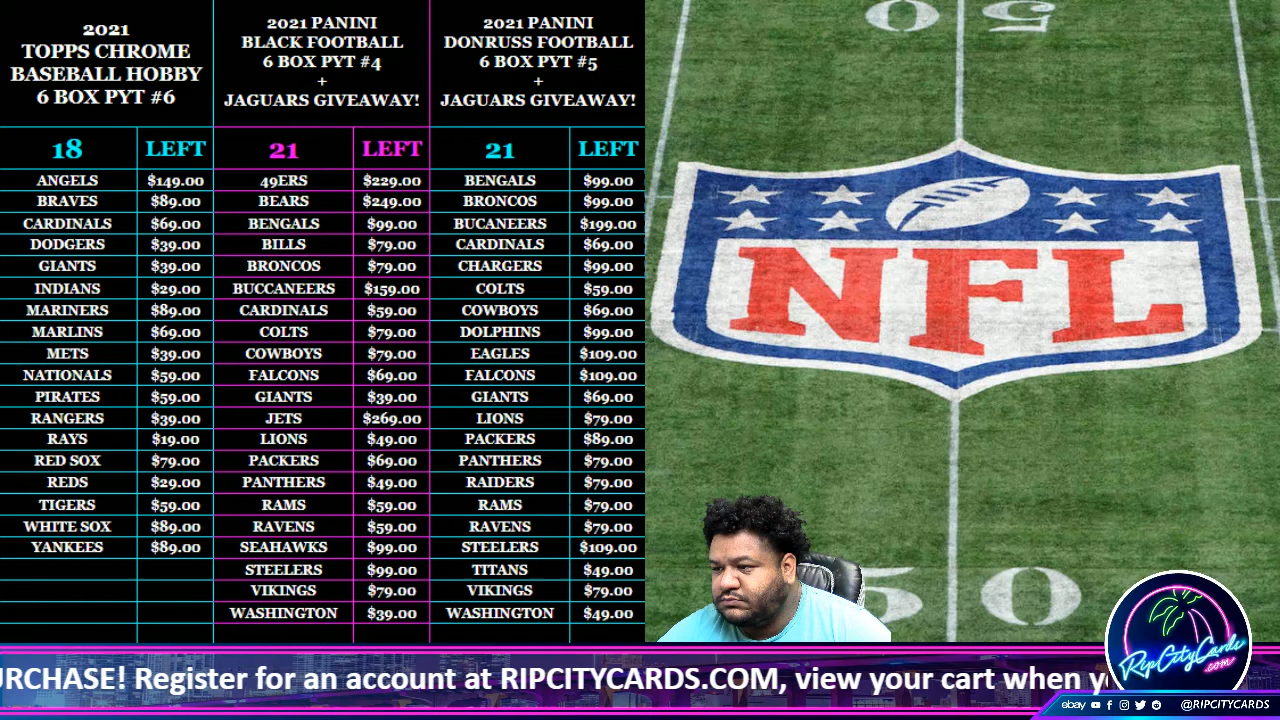 2021
TOPPS CHROME
BASEBALL HOBBY
6 BOX PYT #6
18 LEFT
ANGELS $149.00
BRAVES $89.00
CARDINALS $69.00
DODGERS $39.00
GIANTS $39.00
INDIANS $29.00
MARINERS $89.00
MARLINS $69.00
METS $39.00
NATIONALS $59.00
PIRATES $59.00
RANGERS $39.00
RAYS $19.00
RED SOX $79.00
REDS $29.00
TIGERS $59.00
WHITE SOX $89.00
YANKEES $89.00
2021 PANINI
BLACK FOOTBALL
6 BOX PYT #4
+
JAGUARS GIVEAWAY!
21 LEFT
49ERS $229.00
BEARS $249.00
BENGALS $99.00
BILLS $79.00
BRONCOS $79.00
BUCCANEERS $159.00
CARDINALS $59.00
COLTS $79.00
COWBOYS $79.00
FALCONS $69.00
GIANTS $39.00
JETS $269.00
LIONS $49.00
PACKERS $69.00
PANTHERS $49.00
RAMS $59.00
RAVENS $59.00
SEAHAWKS $99.00
STEELERS $99.00
VIKINGS $79.00
WASHINGTON $39.00
2021 PANINI
DONRUSS FOOTBALL
6 BOX PYT #5
+
JAGUARS GIVEAWAY!
21 LEFT
BENGALS $99.00
BRONCOS $99.00
BUCANEERS $199.00
CARDINALS $69.00
CHARGERS $99.00
COLTS $59.00
COWBOYS $69.00
DOLPHINS $99.00
EAGLES $109.00
FALCONS $109.00
GIANTS $69.00
LIONS $79.00
PACKERS $89.00
PANTHERS $79.00
RAIDERS $79.00
RAMS $79.00
RAVENS $79.00
STEELERS $109.00
TITANS $49.00
VIKINGS $79.00
WASHINGTON $49.00
50
NFL
50
URCHASE! Register for an account at RIPCITYCARDS.COM, view your cart when y
RipCityCards
.com
ebay @RIPCITYCARDS